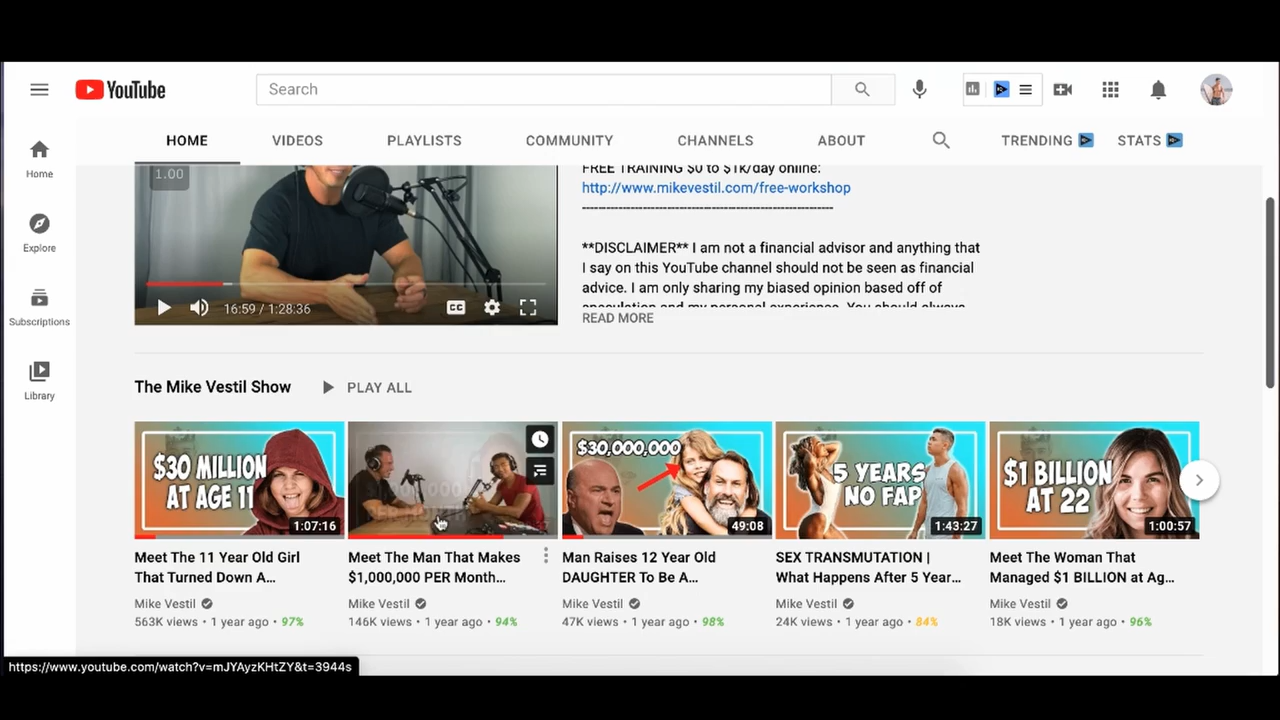 YouTube
Search
HOME VIDEOS PLAYLISTS COMMUNITY CHANNELS ABOUT TRENDING STATS
Home
Explore
Subscriptions
Library
1.00
16:59 / 1:28:36
CC
FREE TRAINING $0 to $1k/day online:
http://www.mikevestil.com/free-workshop
**DISCLAIMER** I am not a financial advisor and anything that
I say on this YouTube channel should not be seen as financial
advice. I am only sharing my biased opinion based off of
speculation and my personal experience. You should always
READ MORE
The Mike Vestil Show PLAY ALL
$30 MILLION
AT AGE 11
1:07:16
$30,000,000
49:08
5 YEARS
NO FAP
1:43:27
$1 BILLION
AT 22
1:00:57
Meet The 11 Year Old Girl
That Turned Down A...
Mike Vestil
563K views • 1 year ago • 97%
Meet The Man That Makes
$1,000,000 PER Month...
Mike Vestil
146K views • 1 year ago • 94%
Man Raises 12 Year Old
DAUGHTER To Be A...
Mike Vestil
47K views • 1 year ago • 98%
SEX TRANSMUTATION |
What Happens After 5 Year...
Mike Vestil
24K views • 1 year ago • 84%
Meet The Woman That
Managed $1 BILLION at Ag...
Mike Vestil
18K views • 1 year ago • 96%
https://www.youtube.com/watch?v=mJYAyzKHtZY&t=3944s